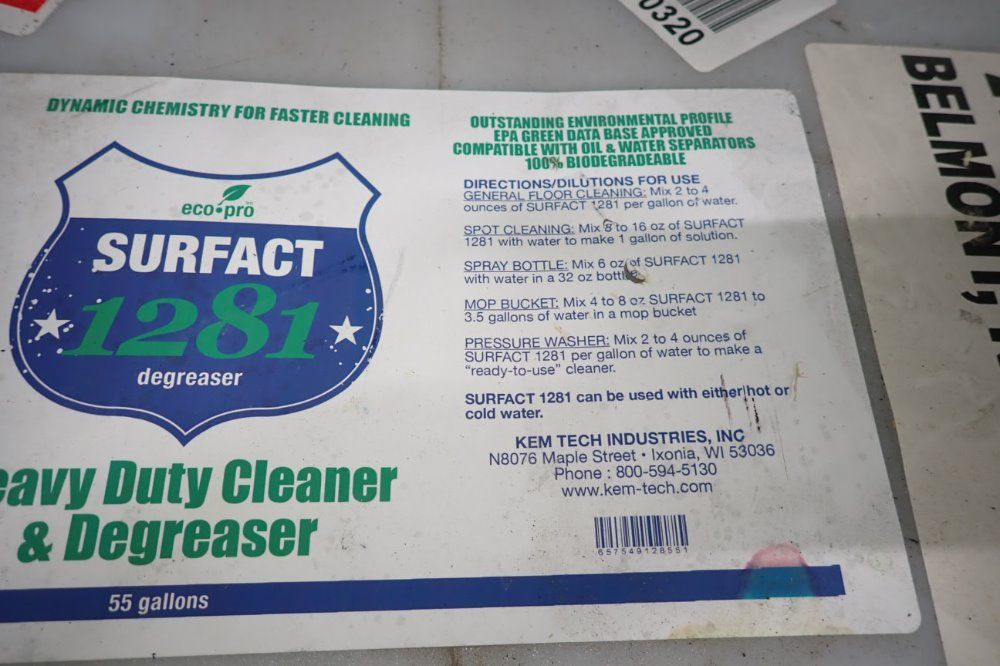 0320
BELMONT,
DYNAMIC CHEMISTRY FOR FASTER CLEANING
eco•pro
SURFACT
1281
degreaser
Heavy Duty Cleaner
& Degreaser
55 gallons
OUTSTANDING ENVIRONMENTAL PROFILE
EPA GREEN DATA BASE APPROVED
COMPATIBLE WITH OIL & WATER SEPARATORS
100% BIODEGRADEABLE
DIRECTIONS/DILUTIONS FOR USE
GENERAL FLOOR CLEANING: Mix 2 to 4
ounces of SURFACT 1281 per gallon of water.
SPOT CLEANING: Mix 8 to 16 oz of SURFACT
1281 with water to make 1 gallon of solution.
SPRAY BOTTLE: Mix 6 oz of SURFACT 1281
with water in a 32 oz bottle.
MOP BUCKET: Mix 4 to 8 oz SURFACT 1281 to
3.5 gallons of water in a mop bucket
PRESSURE WASHER: Mix 2 to 4 ounces of
SURFACT 1281 per gallon of water to make a
"ready-to-use" cleaner.
SURFACT 1281 can be used with either hot or
cold water.
KEM TECH INDUSTRIES, INC
N8076 Maple Street • Ixonia, WI 53036
Phone : 800-594-5130
www.kem-tech.com
657549128551